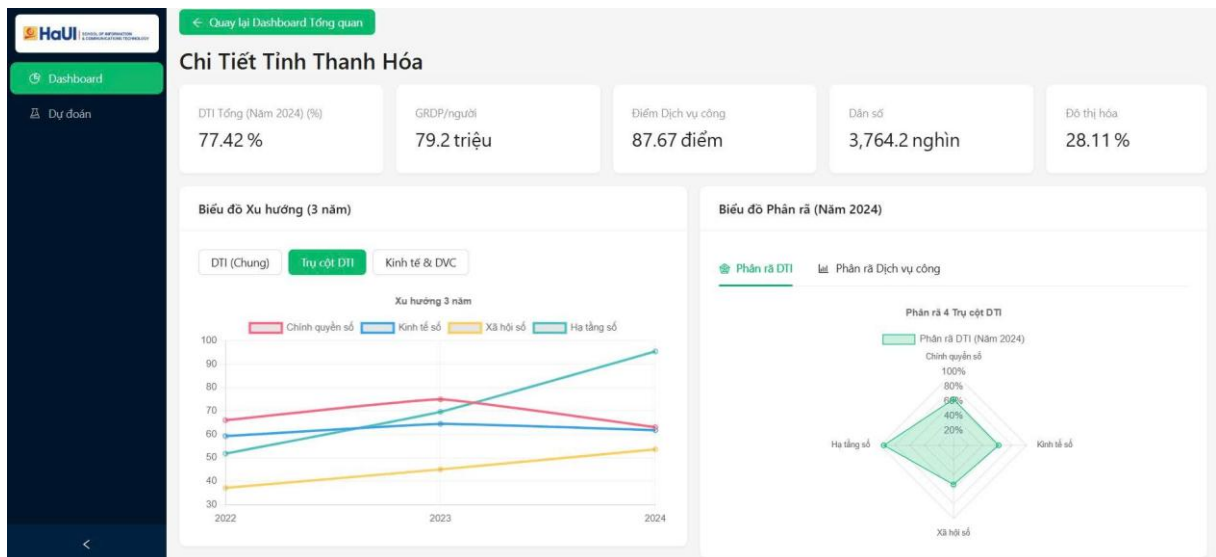 HaUI SCHOOL OF INFORMATION & COMMUNICATIONS TECHNOLOGY
← Quay lại Dashboard Tổng quan
Dashboard
Dự đoán
Chi Tiết Tỉnh Thanh Hóa
DTI Tổng (Năm 2024) (%)
77.42 %
GRDP/người
79.2 triệu
Điểm Dịch vụ công
87.67 điểm
Dân số
3,764.2 nghìn
Đô thị hóa
28.11 %
Biểu đồ Xu hướng (3 năm)
DTI (Chung) Trụ cột DTI Kinh tế & DVC
Xu hướng 3 năm
Chính quyền số Kinh tế số Xã hội số Hạ tầng số
100
90
80
70
60
50
40
30
2022 2023 2024
Biểu đồ Phân rã (Năm 2024)
Phân rã DTI Phân rã Dịch vụ công
Phân rã 4 Trụ cột DTI
Phân rã DTI (Năm 2024)
Chính quyền số
100%
80%
60%
40%
20%
Hạ tầng số Kinh tế số
Xã hội số
<